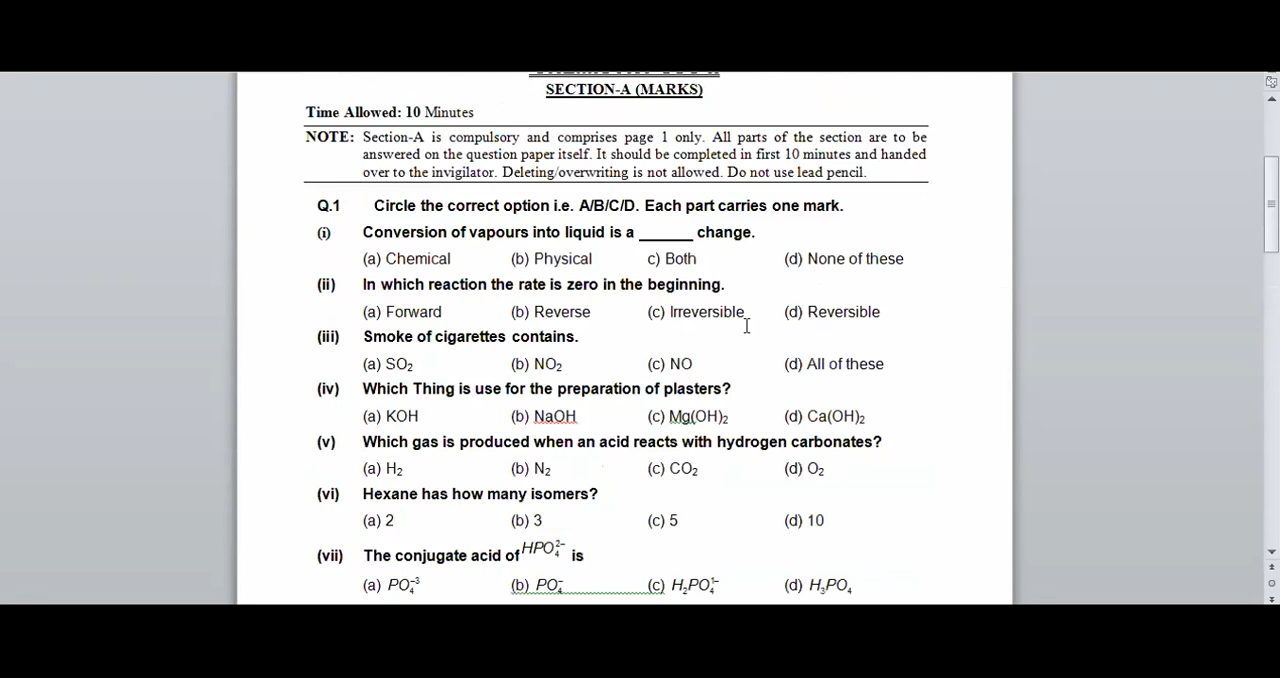 SECTION-A (MARKS)
Time Allowed: 10 Minutes
NOTE: Section-A is compulsory and comprises page 1 only. All parts of the section are to be
answered on the question paper itself. It should be completed in first 10 minutes and handed
over to the invigilator. Deleting/overwriting is not allowed. Do not use lead pencil.
Q.1 Circle the correct option i.e. A/B/C/D. Each part carries one mark.
(i) Conversion of vapours into liquid is a ______ change.
(a) Chemical (b) Physical c) Both (d) None of these
(ii) In which reaction the rate is zero in the beginning.
(a) Forward (b) Reverse (c) Irreversible (d) Reversible
(iii) Smoke of cigarettes contains.
(a) SO₂ (b) NO₂ (c) NO (d) All of these
(iv) Which Thing is use for the preparation of plasters?
(a) KOH (b) NaOH (c) Mg(OH)₂ (d) Ca(OH)₂
(v) Which gas is produced when an acid reacts with hydrogen carbonates?
(a) H₂ (b) N₂ (c) CO₂ (d) O₂
(vi) Hexane has how many isomers?
(a) 2 (b) 3 (c) 5 (d) 10
(vii) The conjugate acid of HPO₄²⁻ is
(a) PO₄⁻³ (b) PO₄⁻ (c) H₂PO₄¹⁻ (d) H₃PO₄